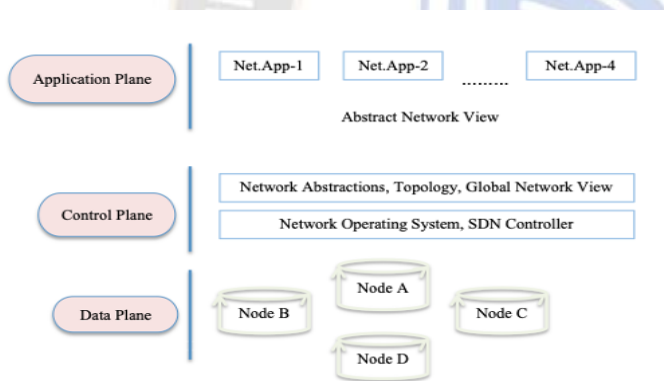 Application Plane
Net.App-1 Net.App-2 ......... Net.App-4
Abstract Network View
Control Plane
Network Abstractions, Topology, Global Network View
Network Operating System, SDN Controller
Data Plane
Node A
Node B
Node C
Node D